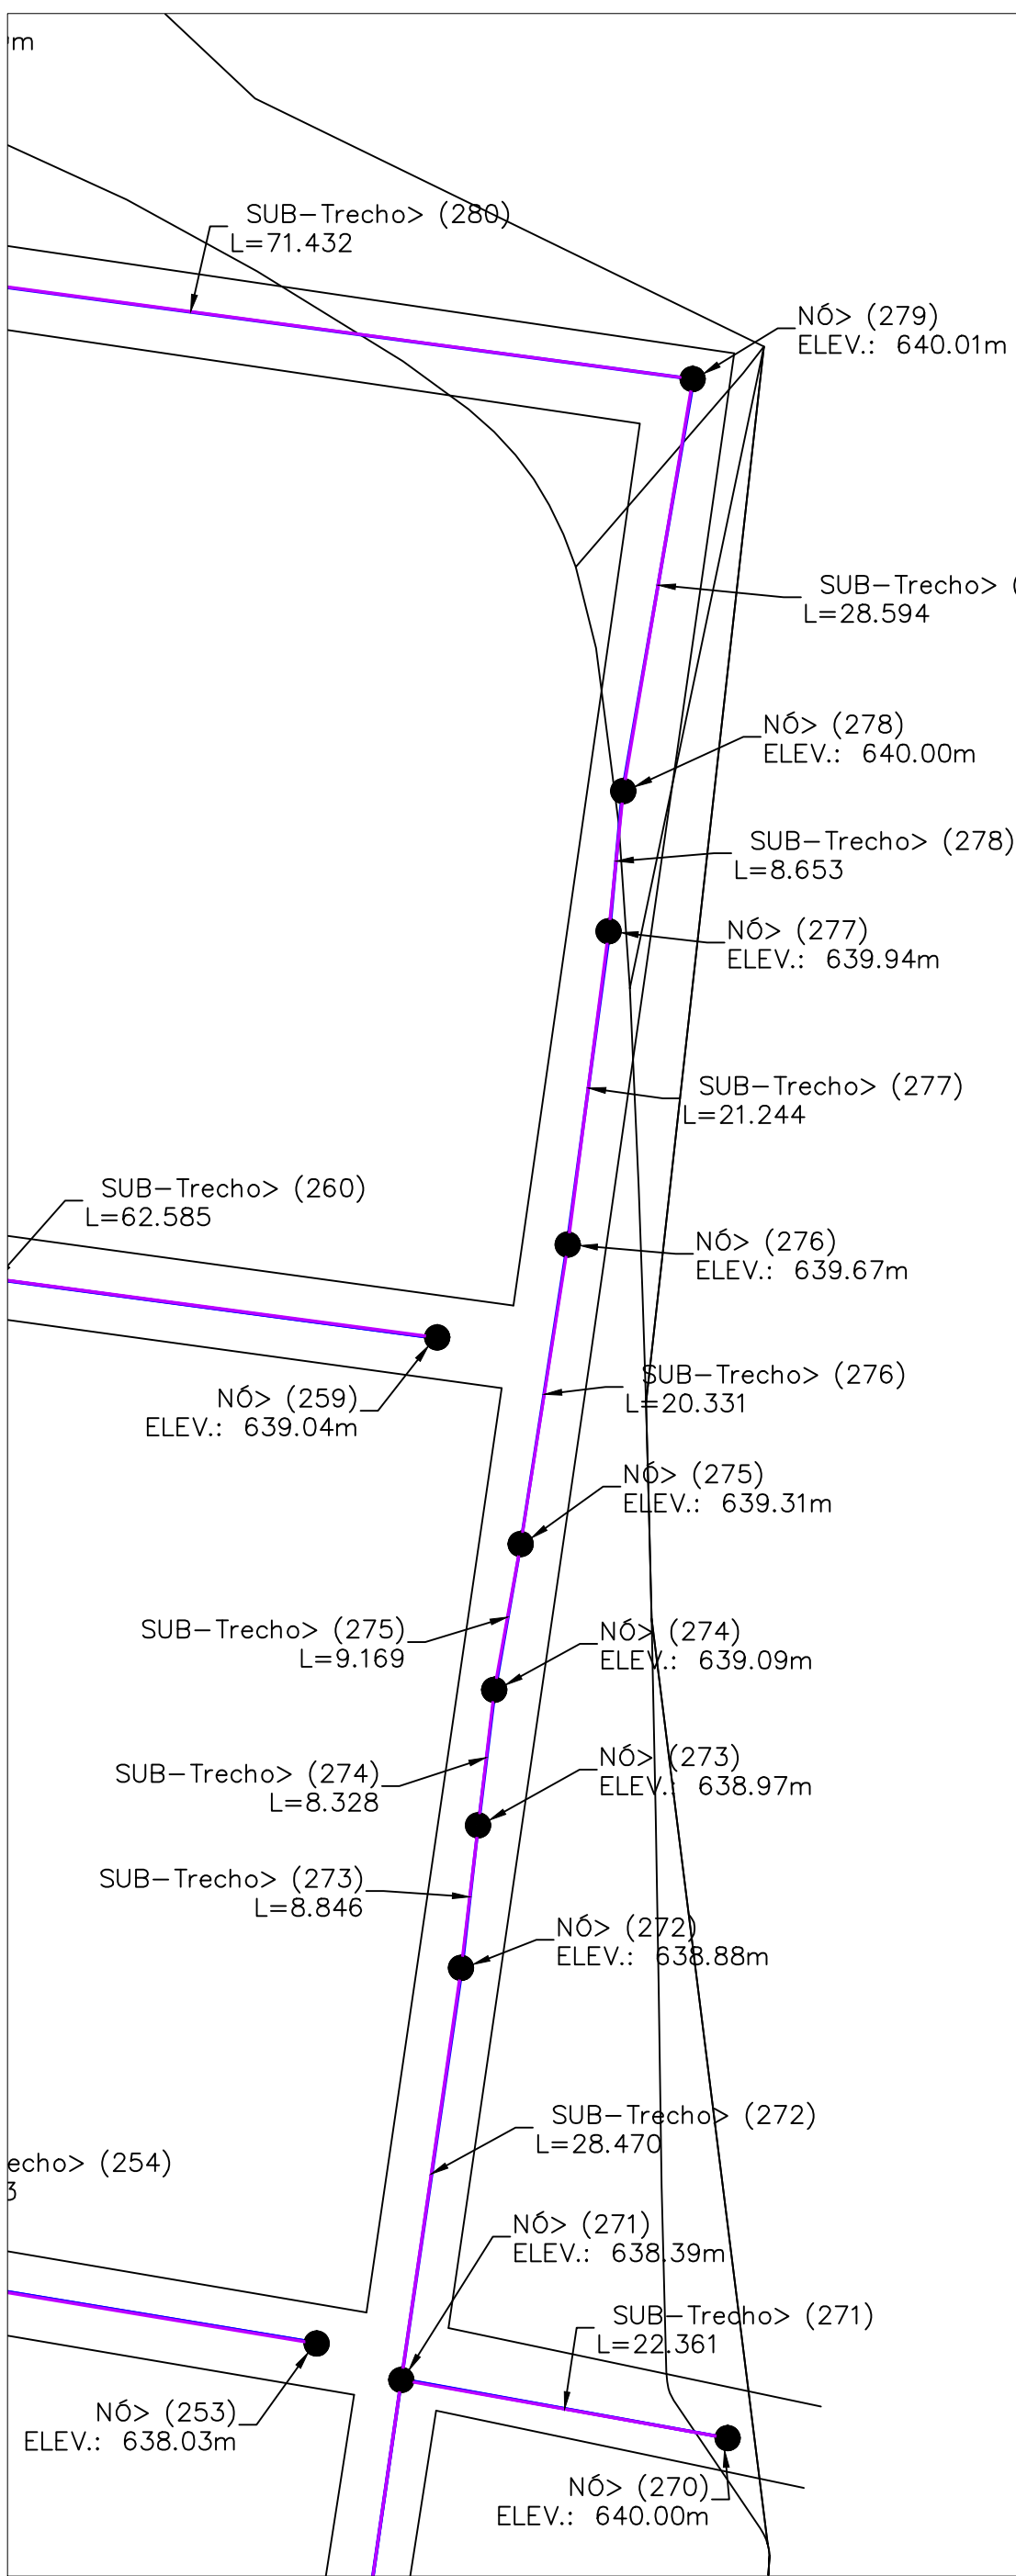 m
SUB-Trecho> (280)
L=71.432
NÓ> (279)
ELEV.: 640.01m
SUB-Trecho> (
L=28.594
NÓ> (278)
ELEV.: 640.00m
SUB-Trecho> (278)
L=8.653
NÓ> (277)
ELEV.: 639.94m
SUB-Trecho> (277)
L=21.244
SUB-Trecho> (260)
L=62.585
NÓ> (276)
ELEV.: 639.67m
NÓ> (259)
ELEV.: 639.04m
SUB-Trecho> (276)
L=20.331
NÓ> (275)
ELEV.: 639.31m
SUB-Trecho> (275)
L=9.169
NÓ> (274)
ELEV.: 639.09m
SUB-Trecho> (274)
L=8.328
NÓ> (273)
ELEV.: 638.97m
SUB-Trecho> (273)
L=8.846
NÓ> (272)
ELEV.: 638.88m
SUB-Trecho> (272)
L=28.470
echo> (254)
3
NÓ> (271)
ELEV.: 638.39m
SUB-Trecho> (271)
L=22.361
NÓ> (253)
ELEV.: 638.03m
NÓ> (270)
ELEV.: 640.00m